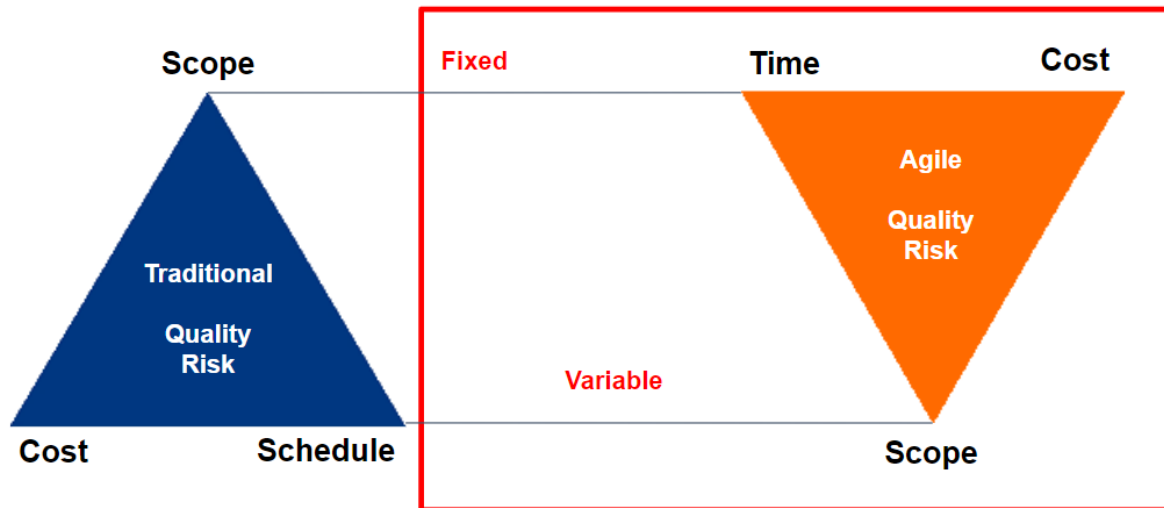 Scope
Fixed
Time
Cost
Agile
Quality
Risk
Traditional
Quality
Risk
Variable
Cost
Schedule
Scope